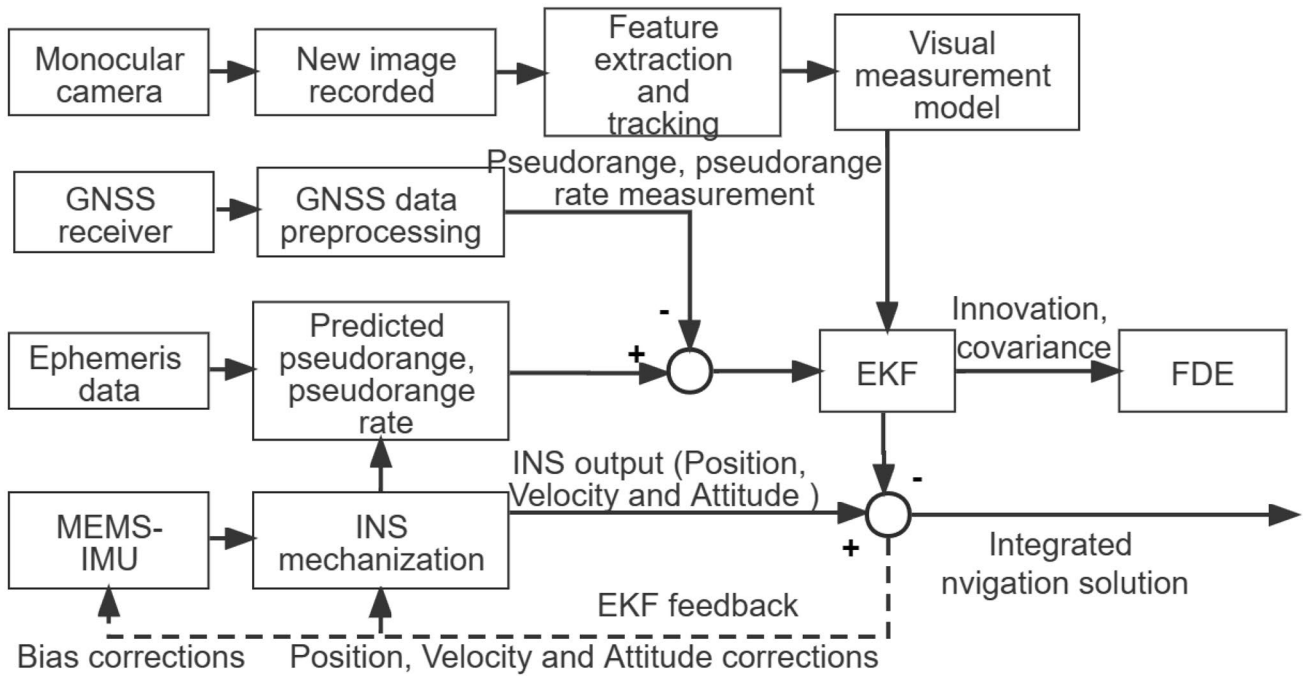 Monocular
camera
New image
recorded
Feature
extraction
and
tracking
Visual
measurement
model
GNSS
receiver
GNSS data
preprocessing
Pseudorange, pseudorange
rate measurement
Ephemeris
data
Predicted
pseudorange,
pseudorange
rate
-
+
EKF
Innovation,
covariance
FDE
MEMS-
IMU
INS
mechanization
INS output (Position,
Velocity and Attitude )
-
+
Integrated
nvigation solution
EKF feedback
Bias corrections
Position, Velocity and Attitude corrections